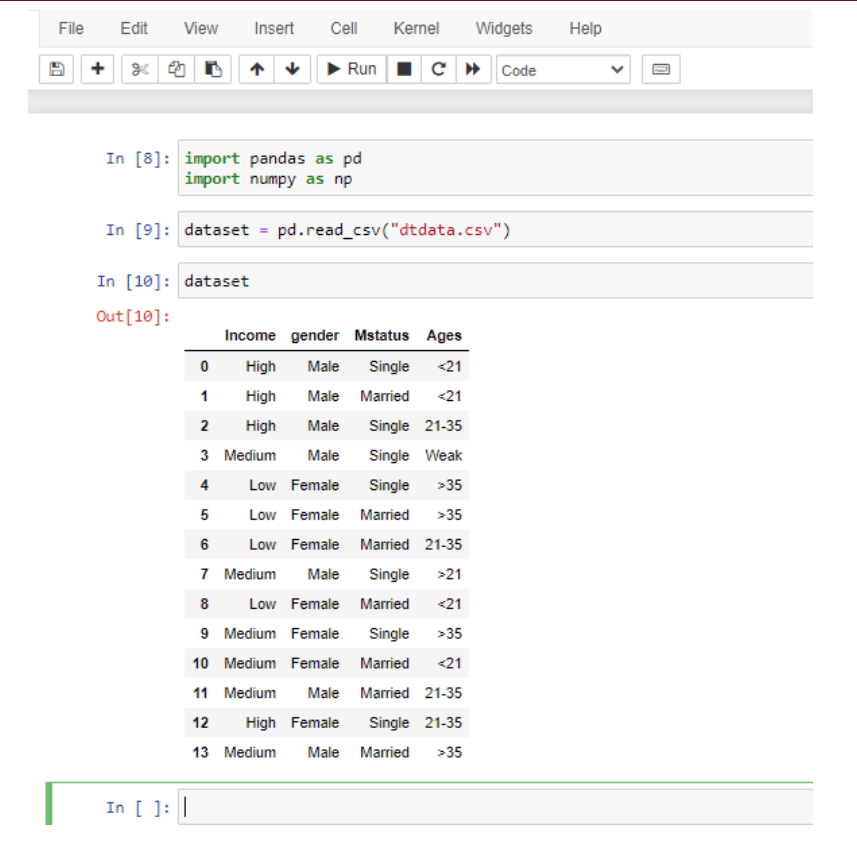 File Edit View Insert Cell Kernel Widgets Help
Run Code
In [8]: import pandas as pd
import numpy as np
In [9]: dataset = pd.read_csv("dtdata.csv")
In [10]: dataset
Out[10]:
Income gender Mstatus Ages
0 High Male Single <21
1 High Male Married <21
2 High Male Single 21-35
3 Medium Male Single Weak
4 Low Female Single >35
5 Low Female Married >35
6 Low Female Married 21-35
7 Medium Male Single >21
8 Low Female Married <21
9 Medium Female Single >35
10 Medium Female Married <21
11 Medium Male Married 21-35
12 High Female Single 21-35
13 Medium Male Married >35
In [ ]: